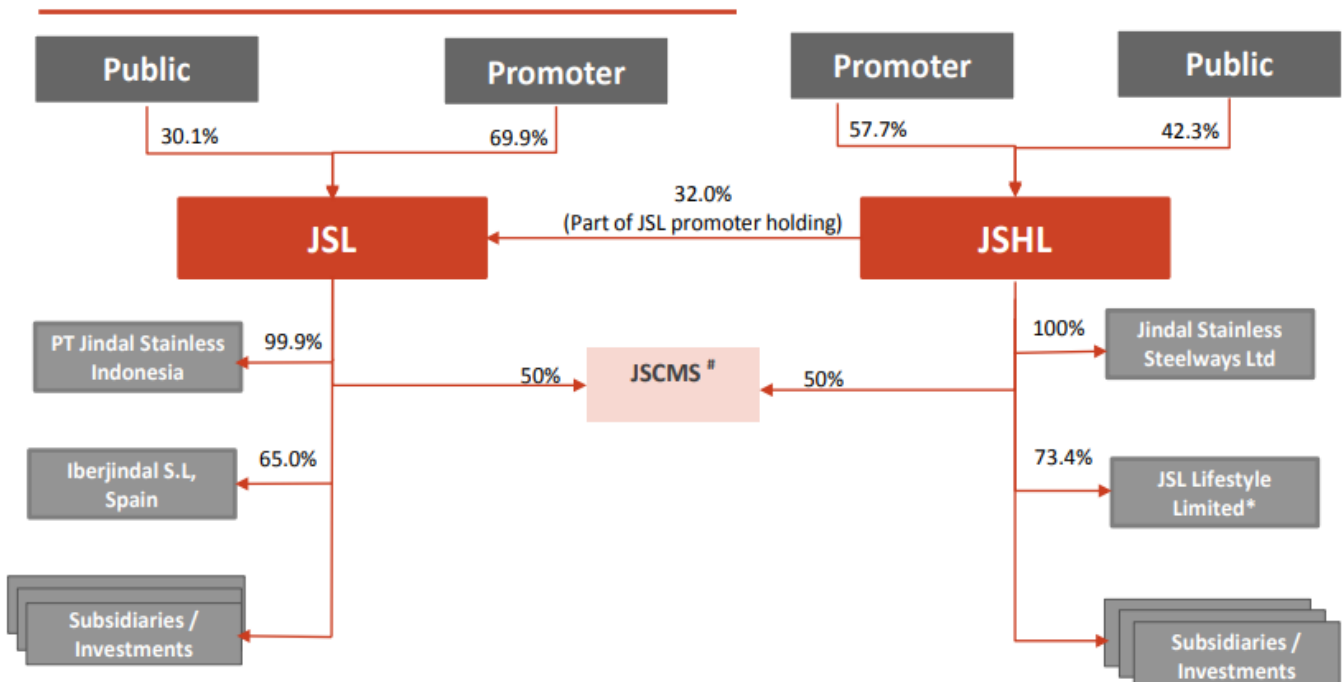 Public
Promoter
Promoter
Public
30.1%
69.9%
57.7%
42.3%
32.0%
(Part of JSL promoter holding)
JSL
JSHL
PT Jindal Stainless
Indonesia
99.9%
50%
JSCMS #
50%
100%
Jindal Stainless
Steelways Ltd
Iberjindal S.L,
Spain
65.0%
73.4%
JSL Lifestyle
Limited*
Subsidiaries /
Investments
Subsidiaries /
Investments